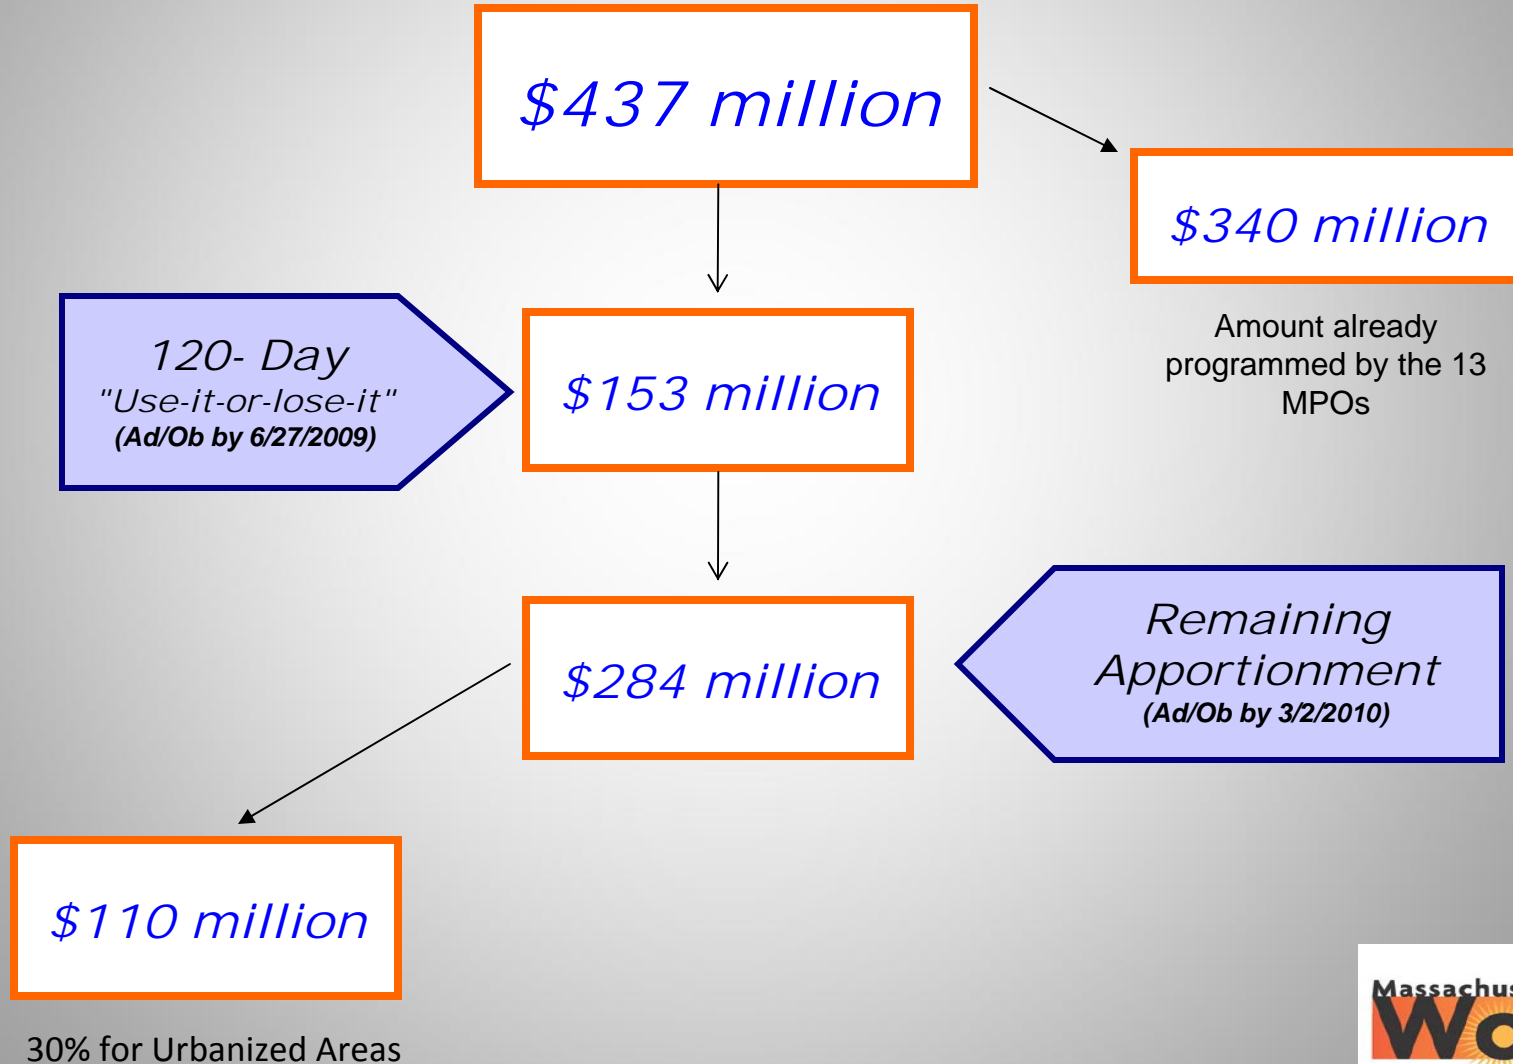 $437 million
$340 million
Amount already
programmed by the 13
MPOs
120- Day
"Use-it-or-lose-it"
(Ad/Ob by 6/27/2009)
$153 million
$284 million
Remaining
Apportionment
(Ad/Ob by 3/2/2010)
$110 million
30% for Urbanized Areas
Massachus
Wo